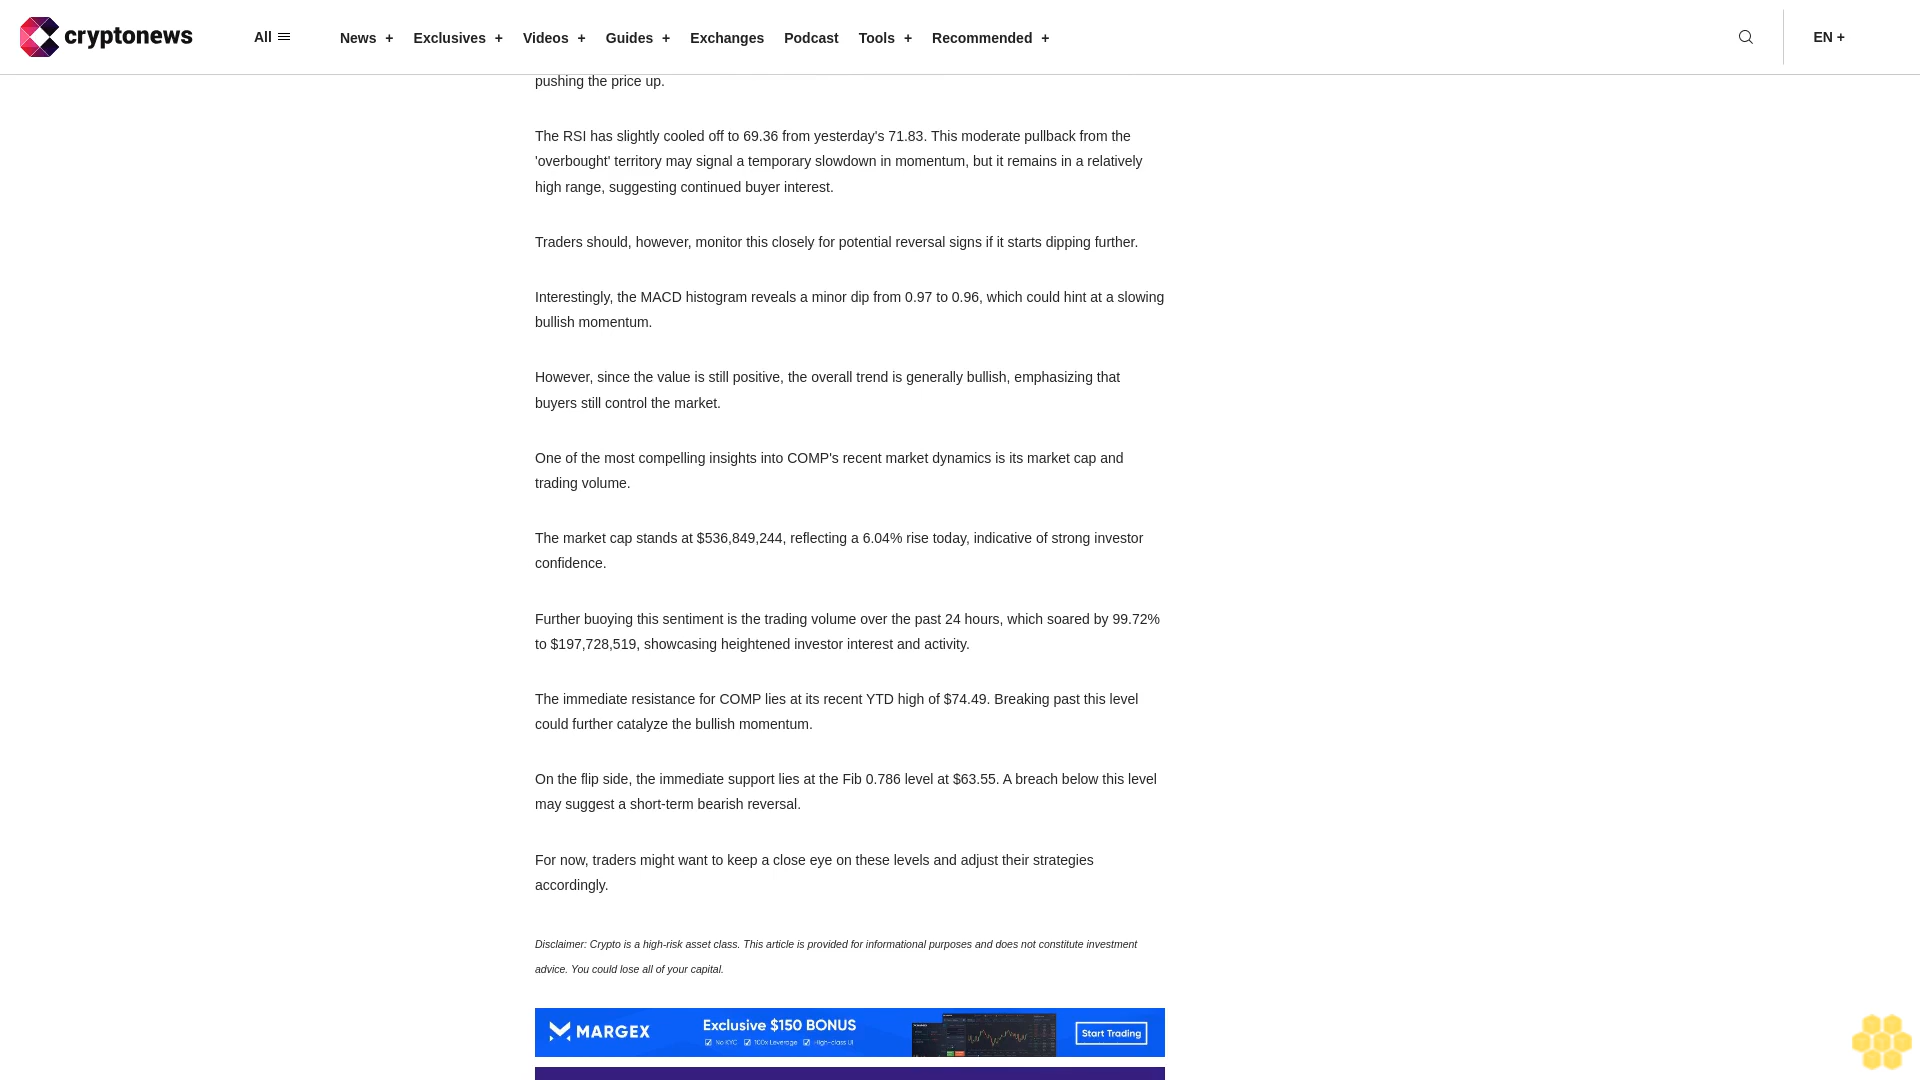 cryptonews
All
News +
Exclusives +
Videos +
Guides +
Exchanges
Podcast
Tools +
Recommended +
EN +
pushing the price up.
The RSI has slightly cooled off to 69.36 from yesterday's 71.83. This moderate pullback from the
'overbought' territory may signal a temporary slowdown in momentum, but it remains in a relatively
high range, suggesting continued buyer interest.
Traders should, however, monitor this closely for potential reversal signs if it starts dipping further.
Interestingly, the MACD histogram reveals a minor dip from 0.97 to 0.96, which could hint at a slowing
bullish momentum.
However, since the value is still positive, the overall trend is generally bullish, emphasizing that
buyers still control the market.
One of the most compelling insights into COMP's recent market dynamics is its market cap and
trading volume.
The market cap stands at $536,849,244, reflecting a 6.04% rise today, indicative of strong investor
confidence.
Further buoying this sentiment is the trading volume over the past 24 hours, which soared by 99.72%
to $197,728,519, showcasing heightened investor interest and activity.
The immediate resistance for COMP lies at its recent YTD high of $74.49. Breaking past this level
could further catalyze the bullish momentum.
On the flip side, the immediate support lies at the Fib 0.786 level at $63.55. A breach below this level
may suggest a short-term bearish reversal.
For now, traders might want to keep a close eye on these levels and adjust their strategies
accordingly.
Disclaimer: Crypto is a high-risk asset class. This article is provided for informational purposes and does not constitute investment
advice. You could lose all of your capital.
MARGEX
Exclusive $150 BONUS
No KYC 100x Leverage High-class UI
Start Trading